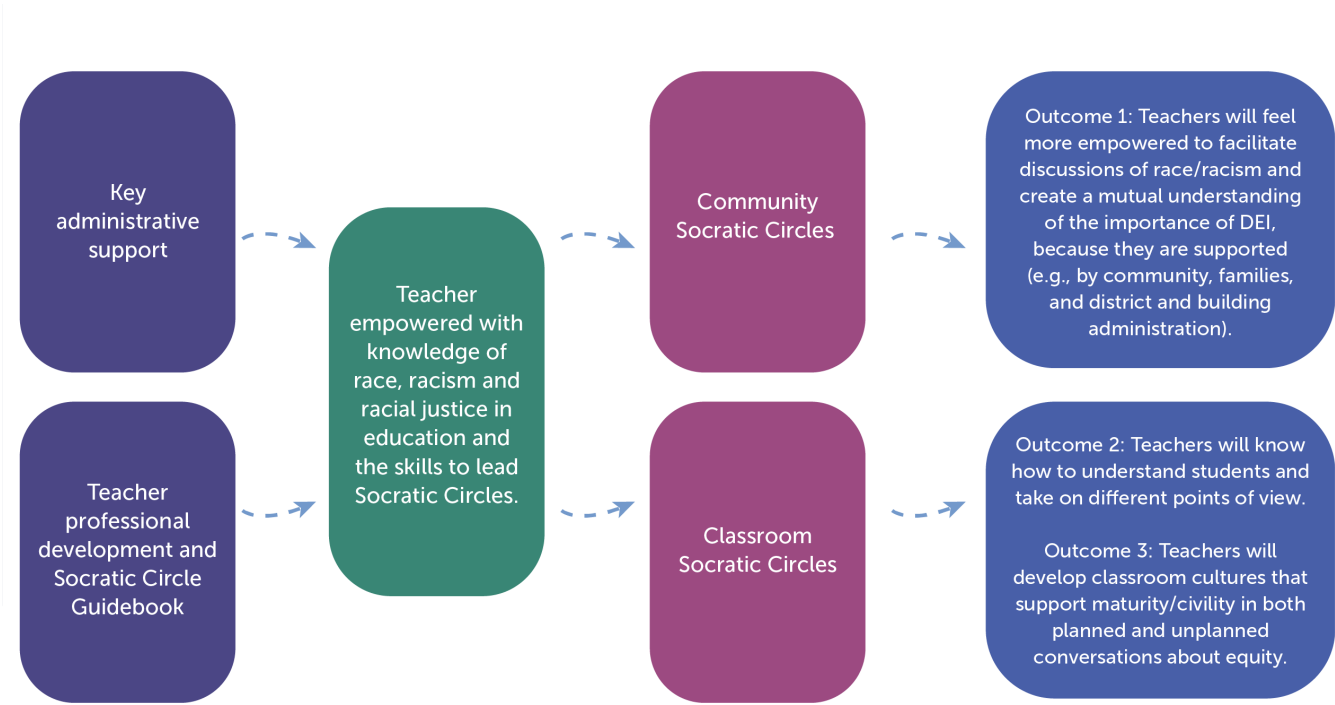 Key
administrative
support
Teacher
professional
development and
Socratic Circle
Guidebook
Teacher
empowered with
knowledge of
race, racism and
racial justice in
education and
the skills to lead
Socratic Circles.
Community
Socratic Circles
Classroom
Socratic Circles
Outcome 1: Teachers will feel
more empowered to facilitate
discussions of race/racism and
create a mutual understanding
of the importance of DEI,
because they are supported
(e.g., by community, families,
and district and building
administration).
Outcome 2: Teachers will know
how to understand students and
take on different points of view.
Outcome 3: Teachers will
develop classroom cultures that
support maturity/civility in both
planned and unplanned
conversations about equity.